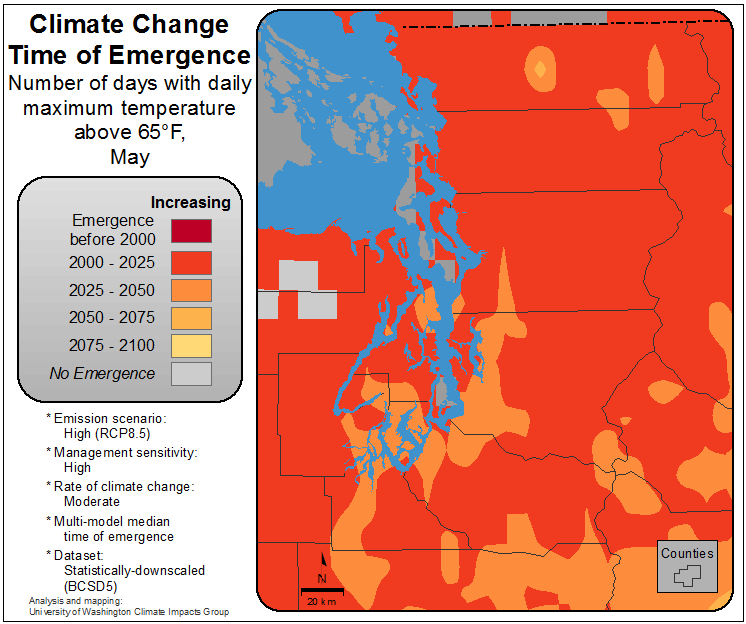 Climate Change
Time of Emergence
Number of days with daily
maximum temperature
above 65°F,
May
Increasing
Emergence
before 2000
2000 - 2025
2025 - 2050
2050 - 2075
2075 - 2100
No Emergence
* Emission scenario:
High (RCP8.5)
* Management sensitivity:
High
* Rate of climate change:
Moderate
* Multi-model median
time of emergence
* Dataset:
Statistically-downscaled
(BCSD5)
Analysis and mapping:
University of Washington Climate Impacts Group
N
20 km
Counties